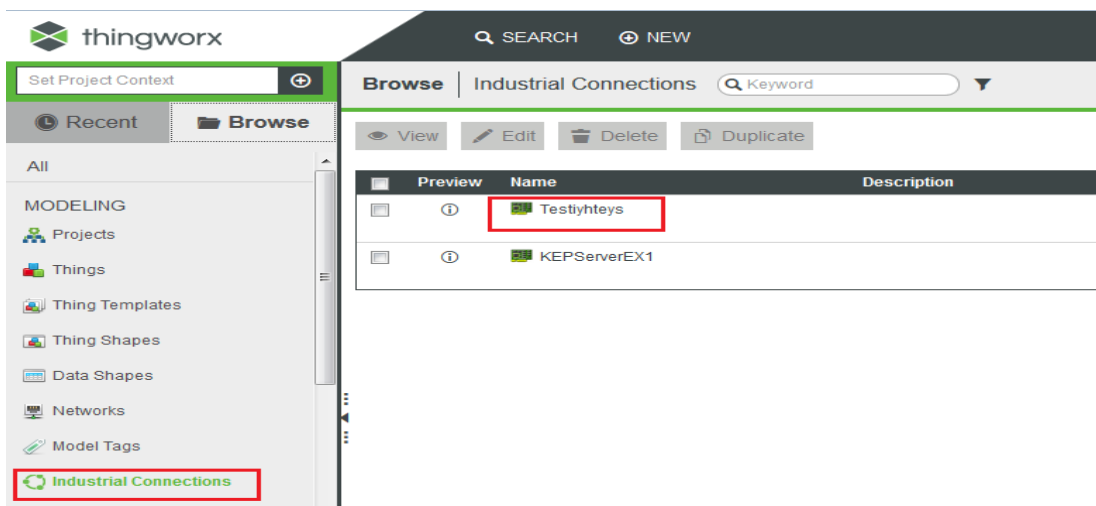 thingworx
SEARCH NEW
Set Project Context
Browse Industrial Connections Keyword
Recent Browse
View Edit Delete Duplicate
All
Preview Name Description
MODELING
Testiyhteys
Projects
KEPServerEX1
Things
Thing Templates
Thing Shapes
Data Shapes
Networks
Model Tags
Industrial Connections